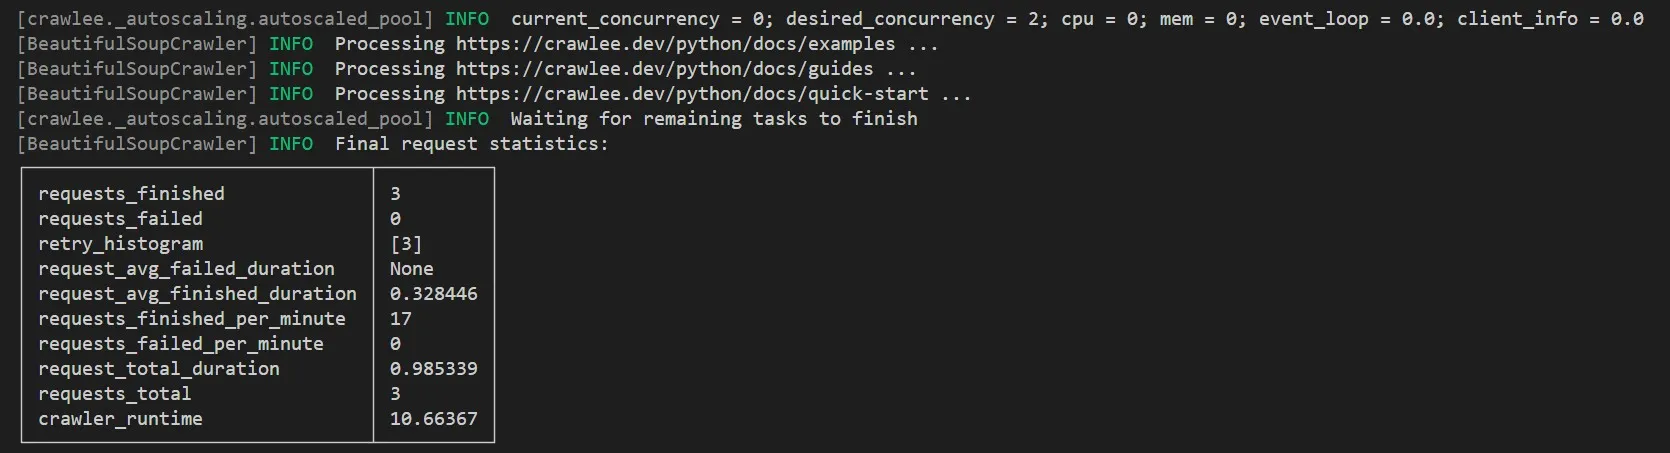 [crawlee._autoscaling.autoscaled_pool] INFO  current_concurrency = 0; desired_concurrency = 2; cpu = 0; mem = 0; event_loop = 0.0; client_info = 0.0
[BeautifulSoupCrawler] INFO  Processing https://crawlee.dev/python/docs/examples ...
[BeautifulSoupCrawler] INFO  Processing https://crawlee.dev/python/docs/guides ...
[BeautifulSoupCrawler] INFO  Processing https://crawlee.dev/python/docs/quick-start ...
[crawlee._autoscaling.autoscaled_pool] INFO  Waiting for remaining tasks to finish
[BeautifulSoupCrawler] INFO  Final request statistics:
requests_finished 3
requests_failed 0
retry_histogram [3]
request_avg_failed_duration None
request_avg_finished_duration 0.328446
requests_finished_per_minute 17
requests_failed_per_minute 0
request_total_duration 0.985339
requests_total 3
crawler_runtime 10.66367